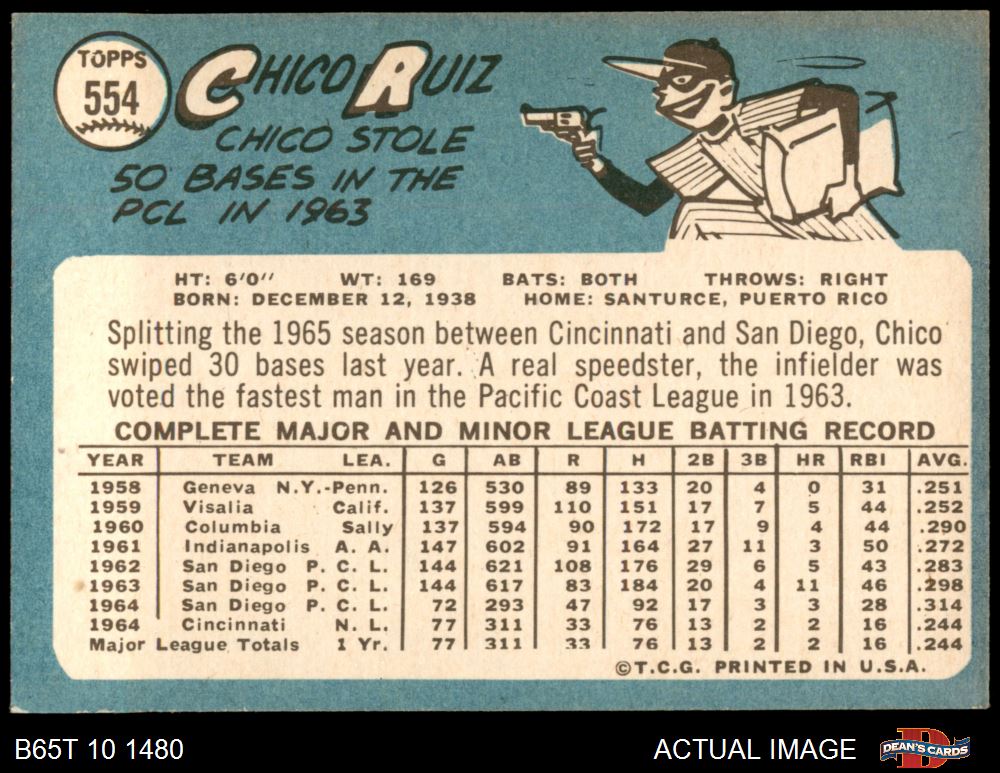 TOPPS
554
CHICO RUIZ
CHICO STOLE
50 BASES IN THE
PCL IN 1963
HT: 6'0" WT: 169 BATS: BOTH THROWS: RIGHT
BORN: DECEMBER 12, 1938 HOME: SANTURCE, PUERTO RICO
Splitting the 1965 season between Cincinnati and San Diego, Chico
swiped 30 bases last year. A real speedster, the infielder was
voted the fastest man in the Pacific Coast League in 1963.
COMPLETE MAJOR AND MINOR LEAGUE BATTING RECORD
YEAR TEAM LEA. G AB R H 2B 3B HR RBI AVG.
1958 Geneva N.Y.-Penn. 126 530 89 133 20 4 0 31 .251
1959 Visalia Calif. 137 599 110 151 17 7 5 44 .252
1960 Columbia Sally 137 594 90 172 17 9 4 44 .290
1961 Indianapolis A. A. 147 602 91 164 27 11 3 50 .272
1962 San Diego P. C. L. 144 621 108 176 29 6 5 43 .283
1963 San Diego P. C. L. 144 617 83 184 20 4 11 46 .298
1964 San Diego P. C. L. 72 293 47 92 17 3 3 28 .314
1964 Cincinnati N. L. 77 311 33 76 13 2 2 16 .244
Major League Totals 1 Yr. 77 311 33 76 13 2 2 16 .244
©T.C.G. PRINTED IN U.S.A.
B65T 10 1480 ACTUAL IMAGE DEAN'S CARDS